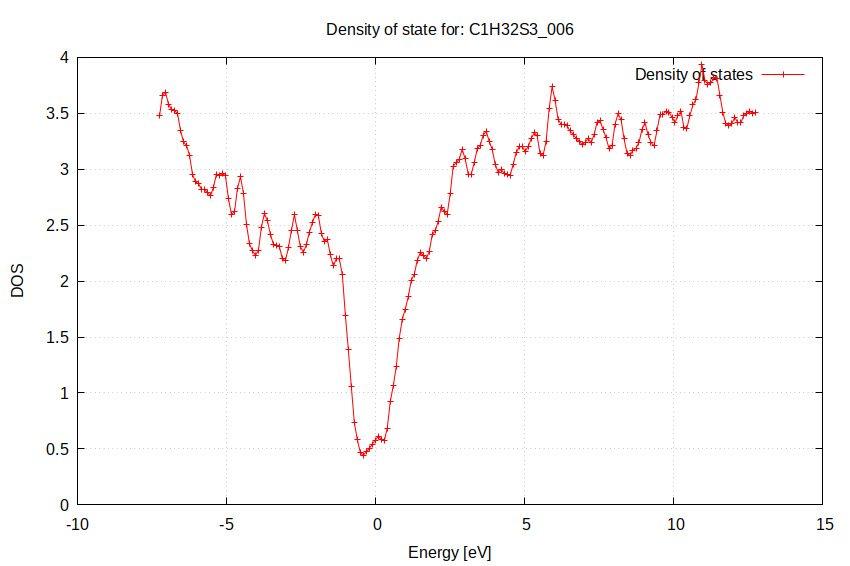 Density of state for: C1H32S3_006
Density of states
4
3.5
3
2.5
2
1.5
1
0.5
0
DOS
-10 -5 0 5 10 15
Energy [eV]